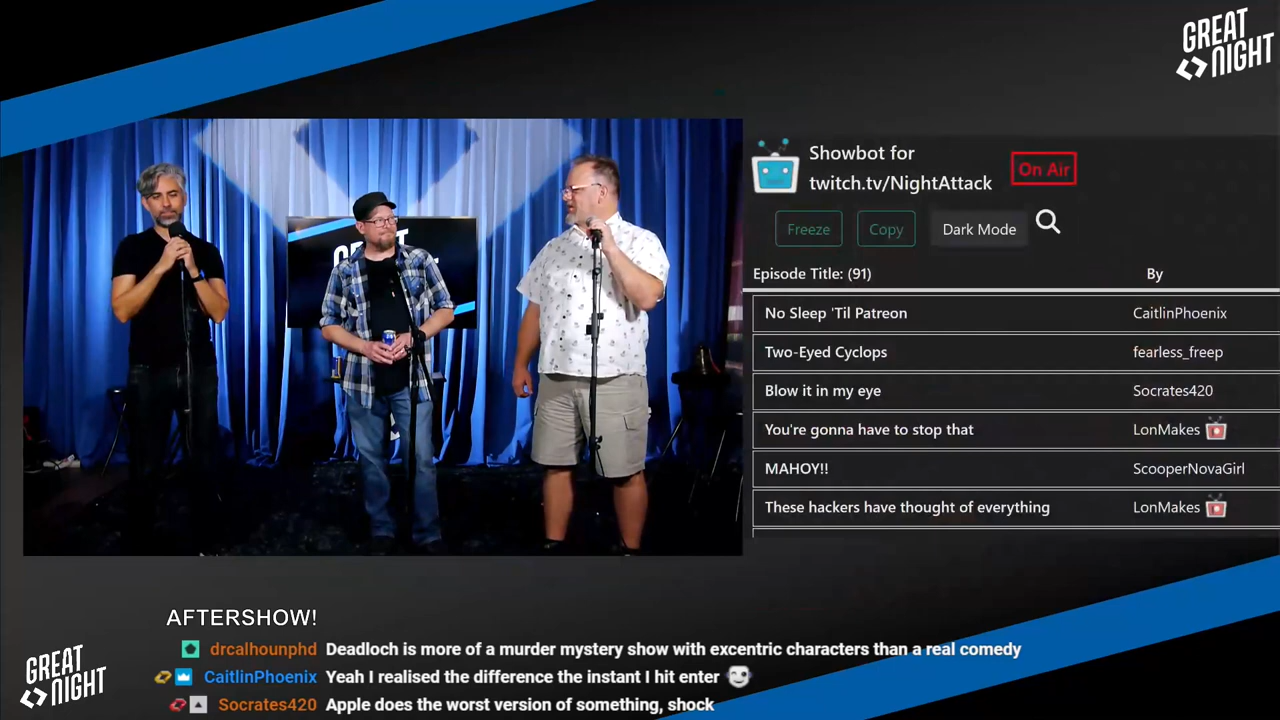 GREAT
NIGHT
Showbot for
twitch.tv/NightAttack
On Air
Freeze
Copy
Dark Mode
Episode Title: (91)
By
No Sleep 'Til Patreon
CaitlinPhoenix
Two-Eyed Cyclops
fearless_freep
Blow it in my eye
Socrates420
You're gonna have to stop that
LonMakes
MAHOY!!
ScooperNovaGirl
These hackers have thought of everything
LonMakes
AFTERSHOW!
drcalhounphd Deadloch is more of a murder mystery show with excentric characters than a real comedy
CaitlinPhoenix Yeah I realised the difference the instant I hit enter
Socrates420 Apple does the worst version of something, shock
GREAT
NIGHT